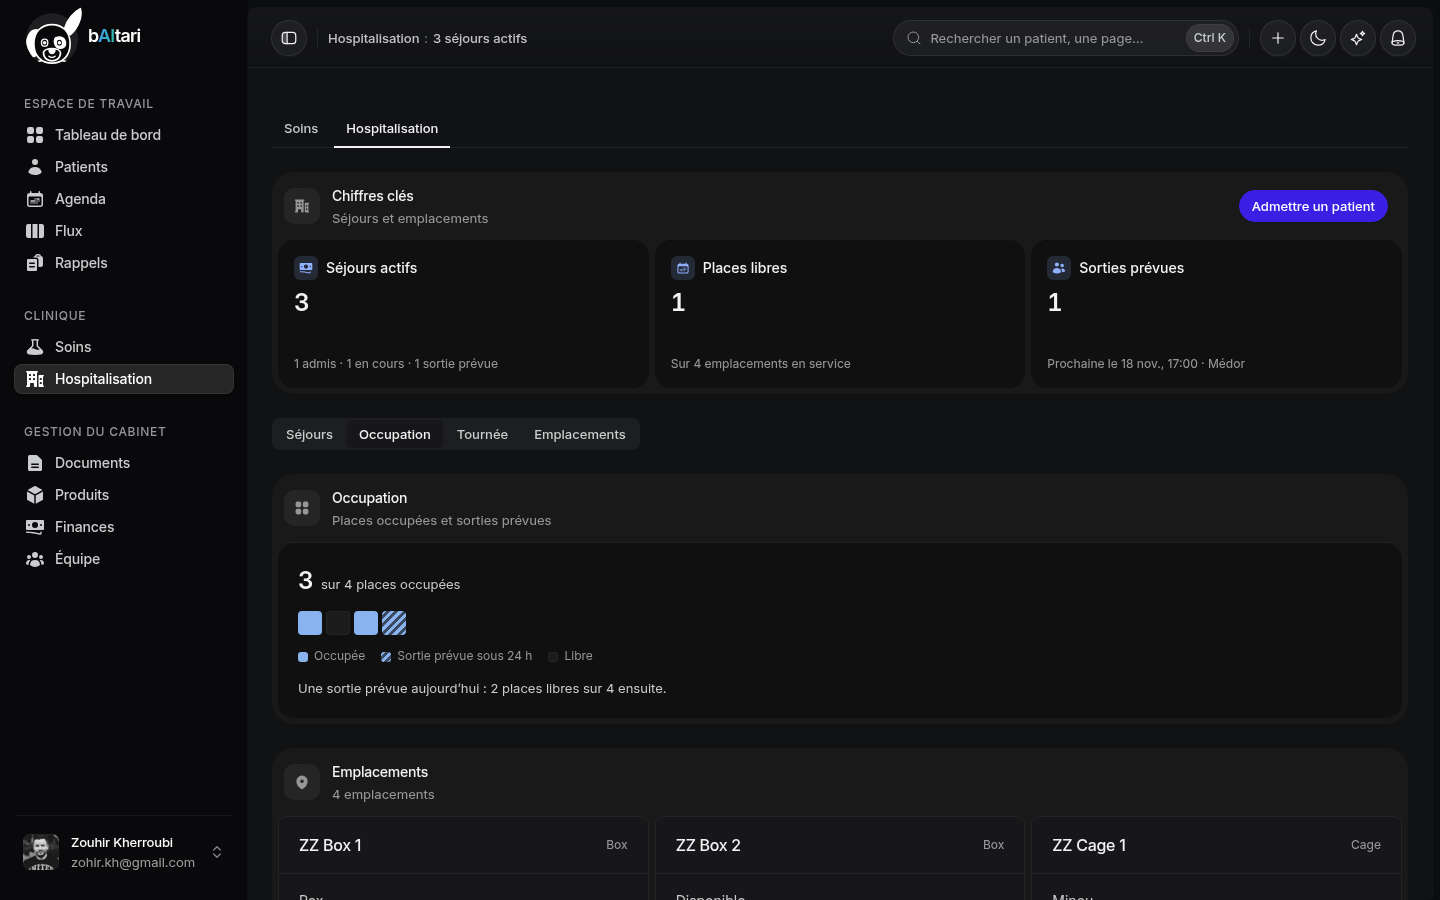 bAItari
Hospitalisation : 3 séjours actifs
Rechercher un patient, une page...
Ctrl K
ESPACE DE TRAVAIL
Tableau de bord
Patients
Agenda
Flux
Rappels
CLINIQUE
Soins
Hospitalisation
GESTION DU CABINET
Documents
Produits
Finances
Équipe
Zouhir Kherroubi
zohir.kh@gmail.com
Soins
Hospitalisation
Chiffres clés
Séjours et emplacements
Admettre un patient
Séjours actifs
3
1 admis · 1 en cours · 1 sortie prévue
Places libres
1
Sur 4 emplacements en service
Sorties prévues
1
Prochaine le 18 nov., 17:00 · Médor
Séjours
Occupation
Tournée
Emplacements
Occupation
Places occupées et sorties prévues
3 sur 4 places occupées
Occupée
Sortie prévue sous 24 h
Libre
Une sortie prévue aujourd’hui : 2 places libres sur 4 ensuite.
Emplacements
4 emplacements
ZZ Box 1
Box
ZZ Box 2
Box
ZZ Cage 1
Cage
Disponible
Minou